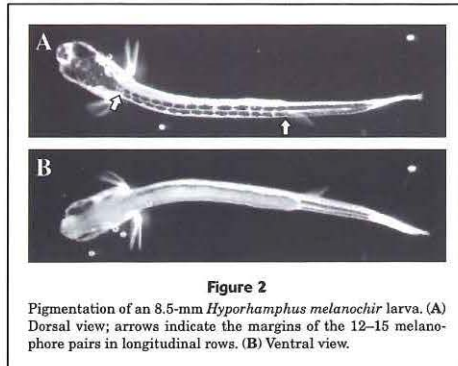 A
B
Figure 2
Pigmentation of an 8.5-mm Hyporhamphus melanochir larva. (A)
Dorsal view; arrows indicate the margins of the 12–15 melano-
phore pairs in longitudinal rows. (B) Ventral view.